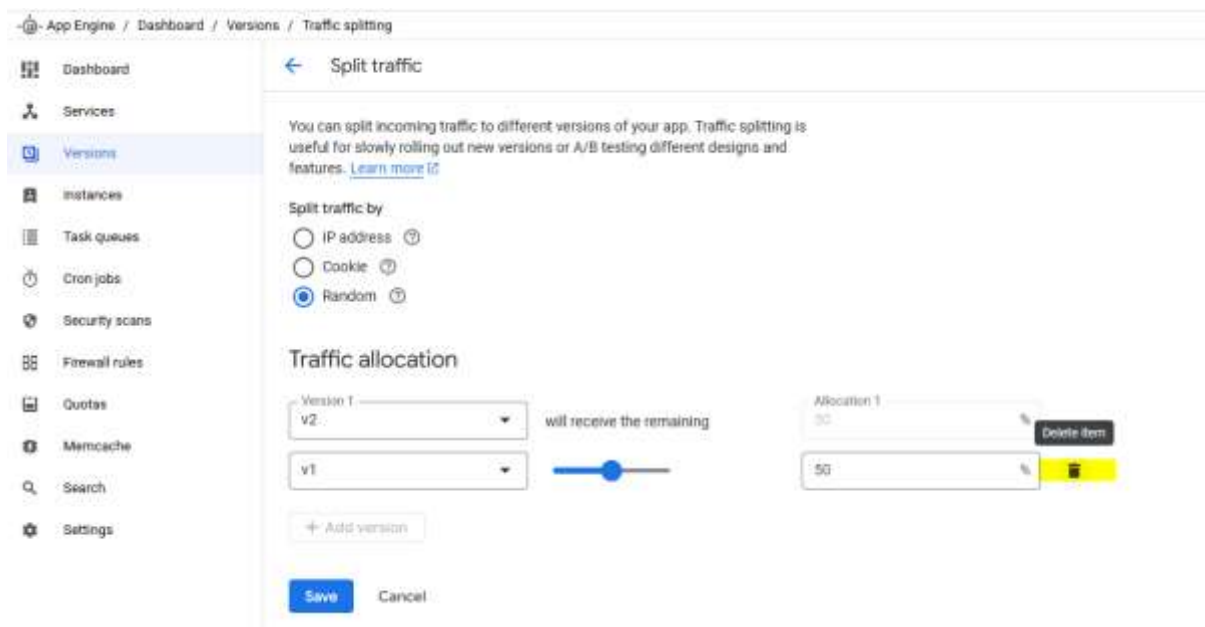 App Engine / Dashboard / Versions / Traffic splitting
Dashboard
Services
Versions
Instances
Task queues
Cron jobs
Security scans
Firewall rules
Quotas
Memcache
Search
Settings
Split traffic
You can split incoming traffic to different versions of your app. Traffic splitting is
useful for slowly rolling out new versions or A/B testing different designs and
features. Learn more
Split traffic by
IP address
Cookie
Random
Traffic allocation
Version 1
v2
will receive the remaining
Allocation 1
50
%
Delete item
v1
50
%
+ Add version
Save
Cancel